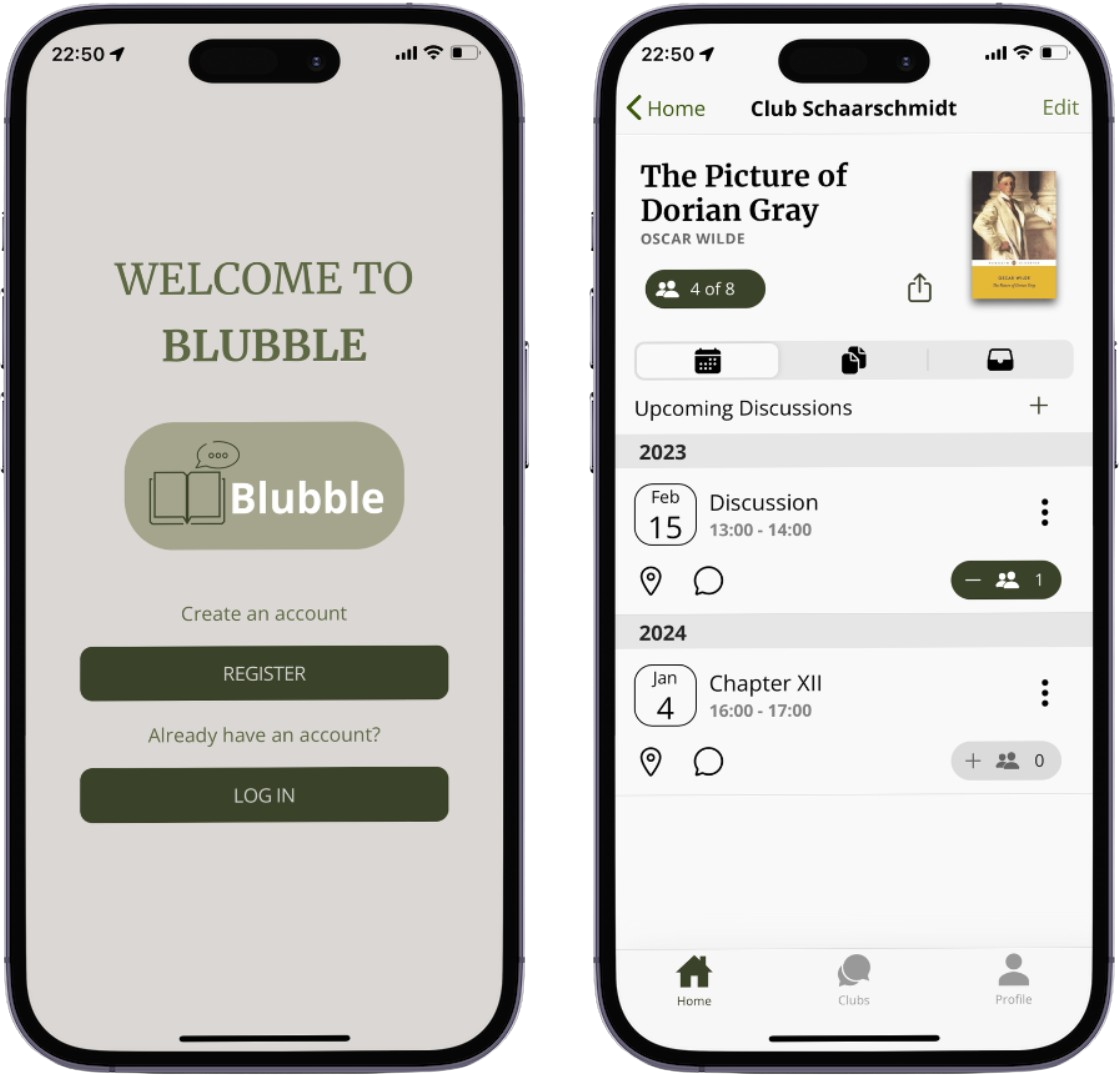 22:50
WELCOME TO
BLUBBLE
Blubble
Create an account
REGISTER
Already have an account?
LOG IN
22:50
Home
Club Schaarschmidt
Edit
The Picture of
Dorian Gray
OSCAR WILDE
4 of 8
OSCAR WILDE
The Picture of Dorian Gray
Upcoming Discussions
2023
Feb
15
Discussion
13:00 - 14:00
1
2024
Jan
4
Chapter XII
16:00 - 17:00
0
Home
Clubs
Profile